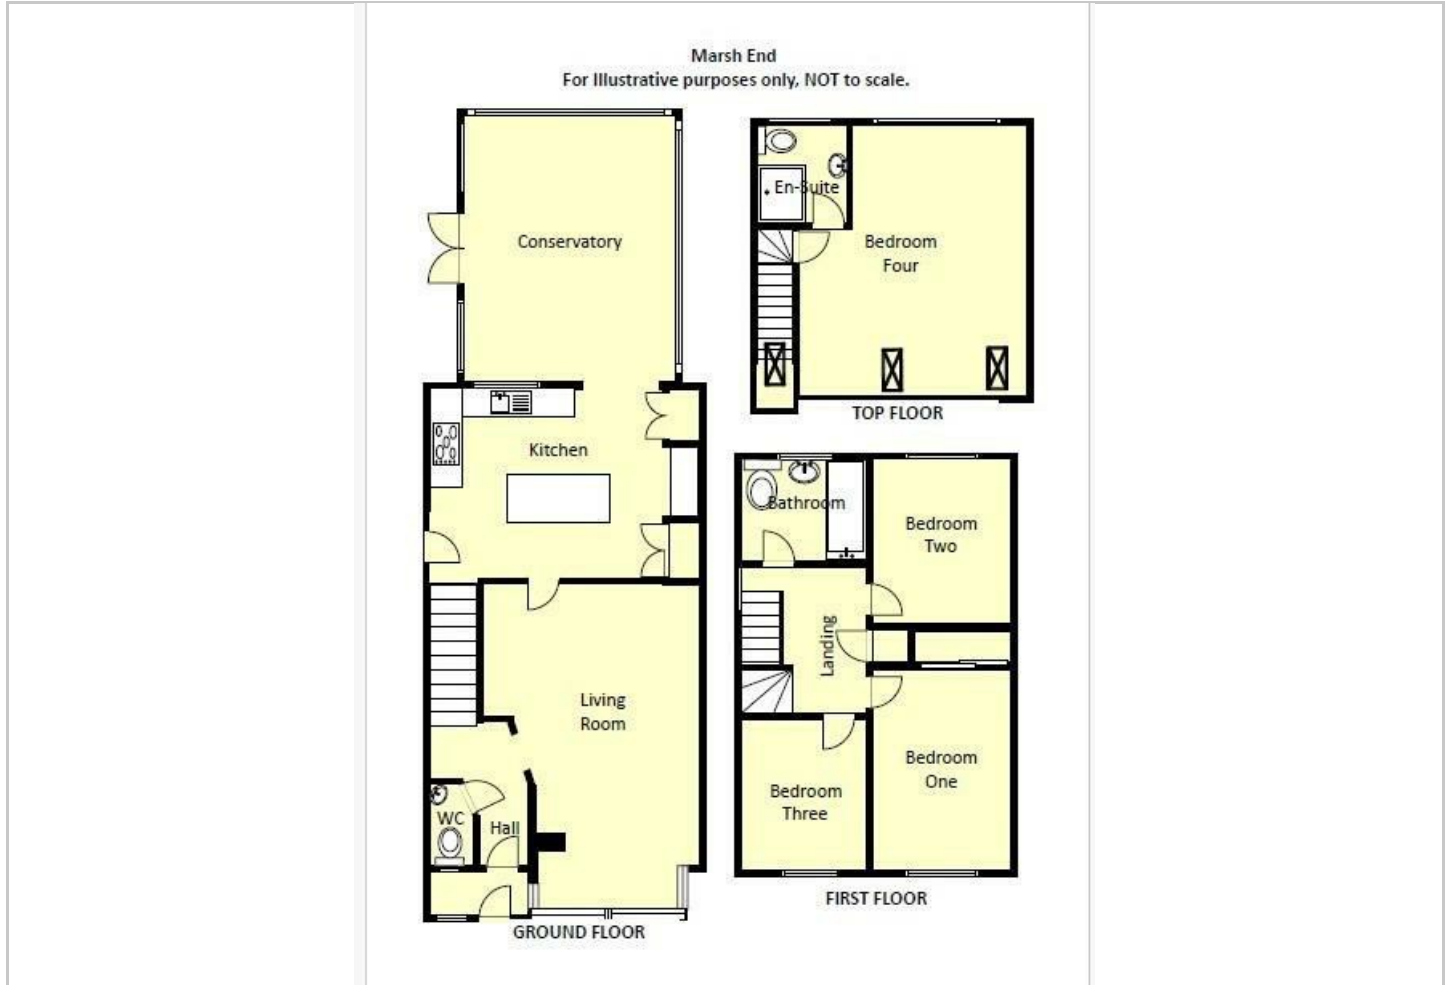 Marsh End
For Illustrative purposes only, NOT to scale.
Conservatory
Kitchen
Living
Room
WC
Hall
GROUND FLOOR
En-Suite
Bedroom
Four
TOP FLOOR
Bathroom
Bedroom
Two
Landing
Bedroom
One
Bedroom
Three
FIRST FLOOR